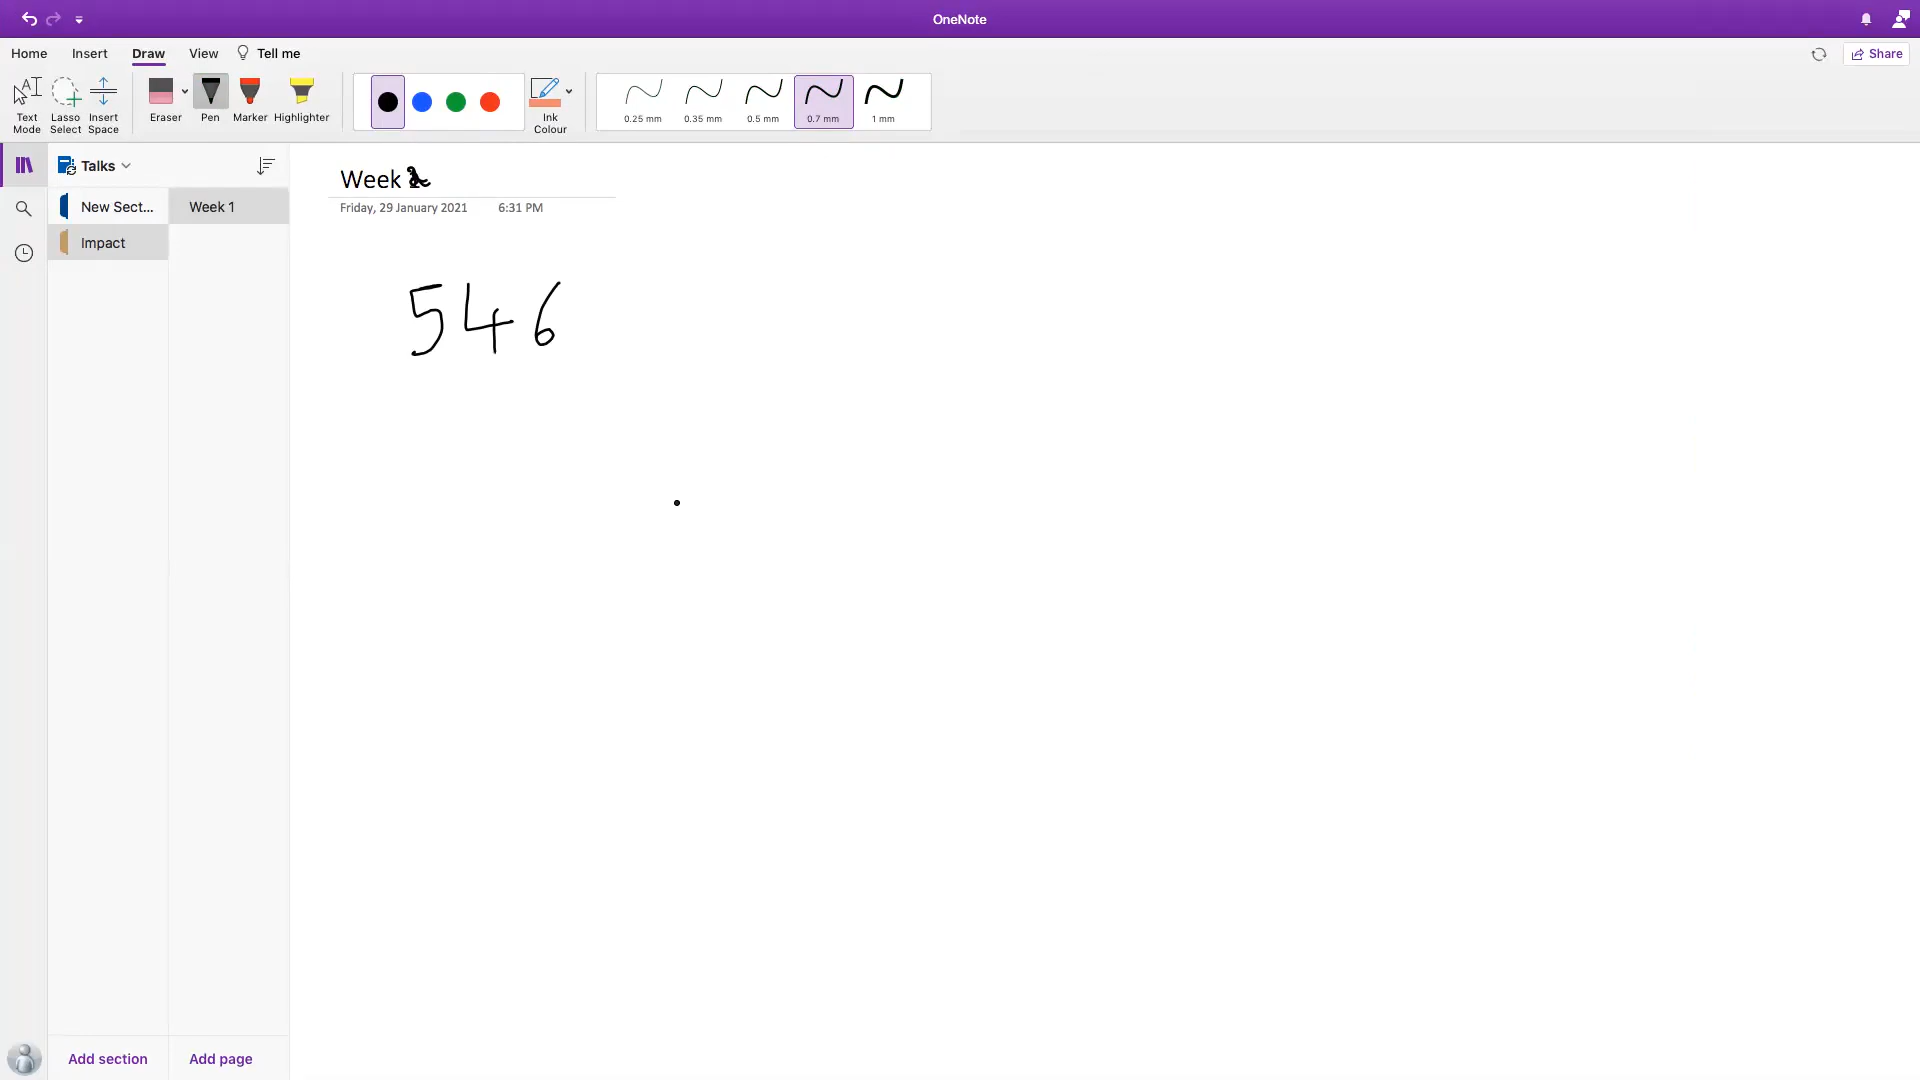 OneNote
Home Insert Draw View Tell me Share
Text Mode
Lasso Select
Insert Space
Eraser
Pen
Marker
Highlighter
Ink Colour
0.25 mm
0.35 mm
0.5 mm
0.7 mm
1 mm
Talks
New Sect...
Impact
Week 1
Week
Friday, 29 January 2021 6:31 PM
546
Add section
Add page